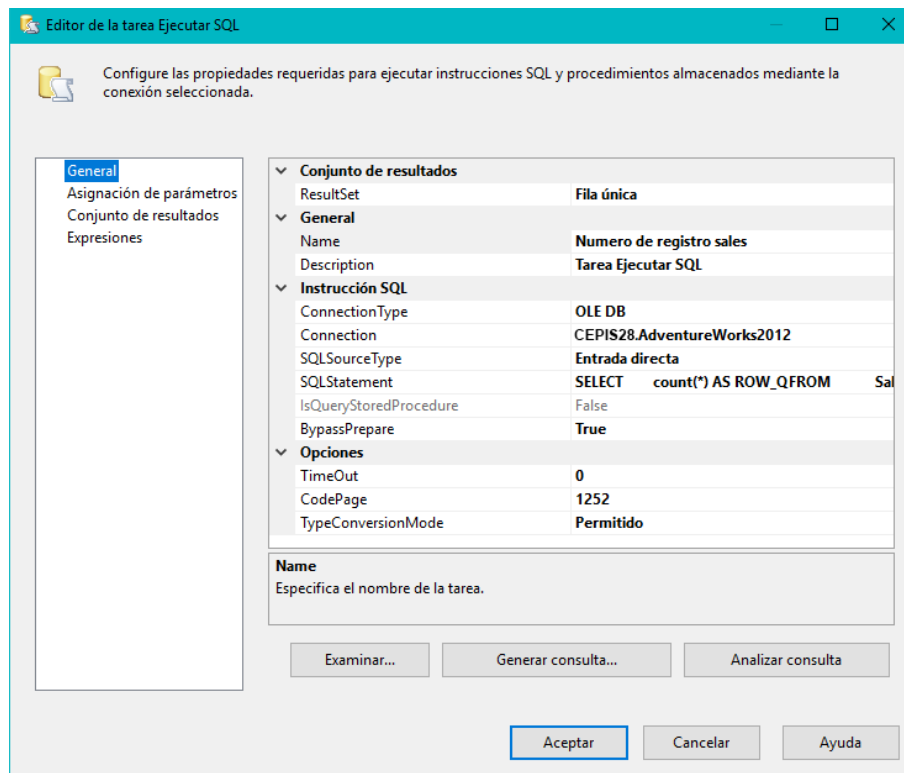 Editor de la tarea Ejecutar SQL
Configure las propiedades requeridas para ejecutar instrucciones SQL y procedimientos almacenados mediante la
conexión seleccionada.
General
Asignación de parámetros
Conjunto de resultados
Expresiones
Conjunto de resultados
ResultSet Fila única
General
Name Numero de registro sales
Description Tarea Ejecutar SQL
Instrucción SQL
ConnectionType OLE DB
Connection CEPIS28.AdventureWorks2012
SQLSourceType Entrada directa
SQLStatement SELECT count(*) AS ROW_QFROM Sal
IsQueryStoredProcedure False
BypassPrepare True
Opciones
TimeOut 0
CodePage 1252
TypeConversionMode Permitido
Name
Especifica el nombre de la tarea.
Examinar... Generar consulta... Analizar consulta
Aceptar Cancelar Ayuda